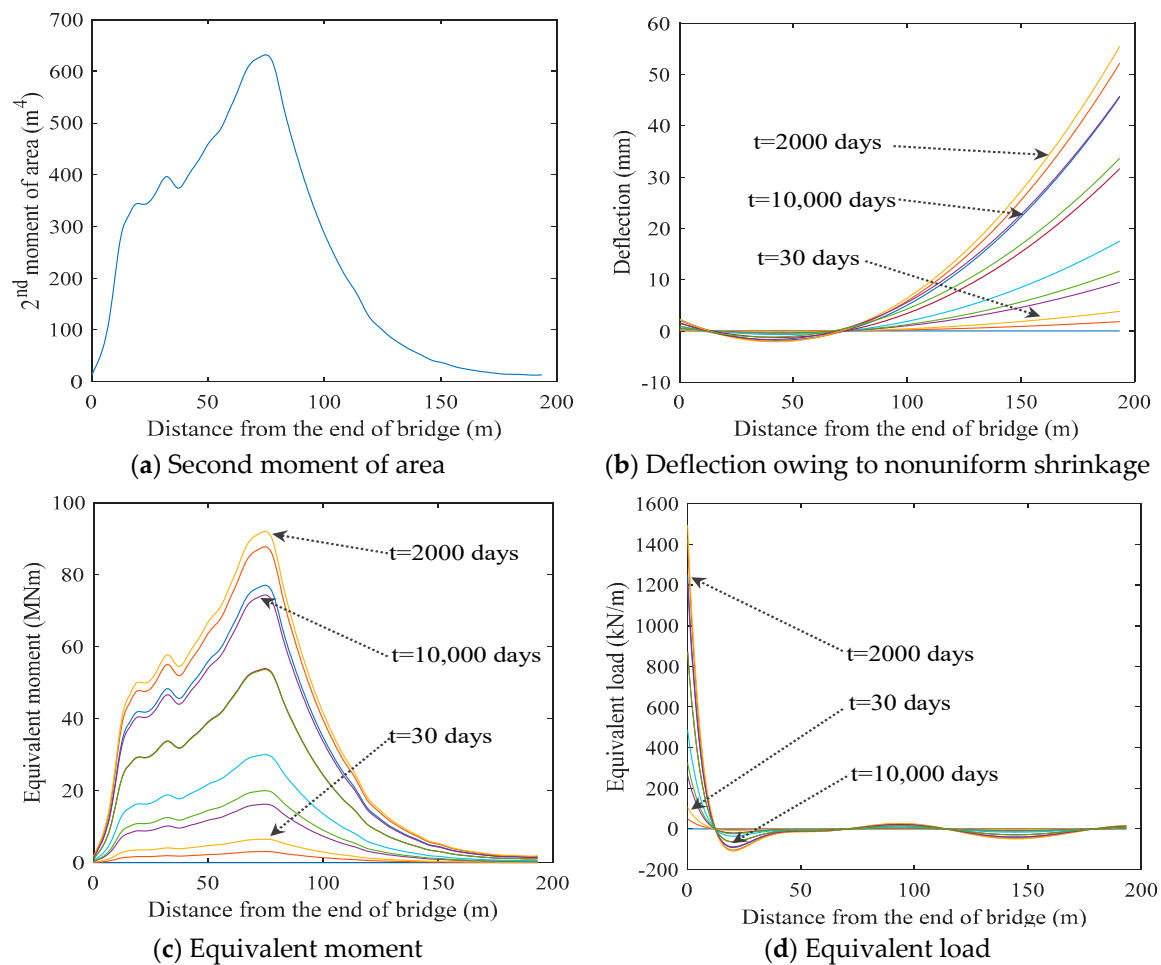 700
600
500
400
300
200
100
0
2nd moment of area (m4)
0 50 100 150 200
Distance from the end of bridge (m)
(a) Second moment of area
60
50
40
30
20
10
0
-10
Deflection (mm)
t=2000 days
t=10,000 days
t=30 days
0 50 100 150 200
Distance from the end of bridge (m)
(b) Deflection owing to nonuniform shrinkage
100
80
60
40
20
0
Equivalent moment (MNm)
t=2000 days
t=10,000 days
t=30 days
0 50 100 150 200
Distance from the end of bridge (m)
(c) Equivalent moment
1600
1400
1200
1000
800
600
400
200
0
-200
Equivalent load (kN/m)
t=2000 days
t=30 days
t=10,000 days
0 50 100 150 200
Distance from the end of bridge (m)
(d) Equivalent load